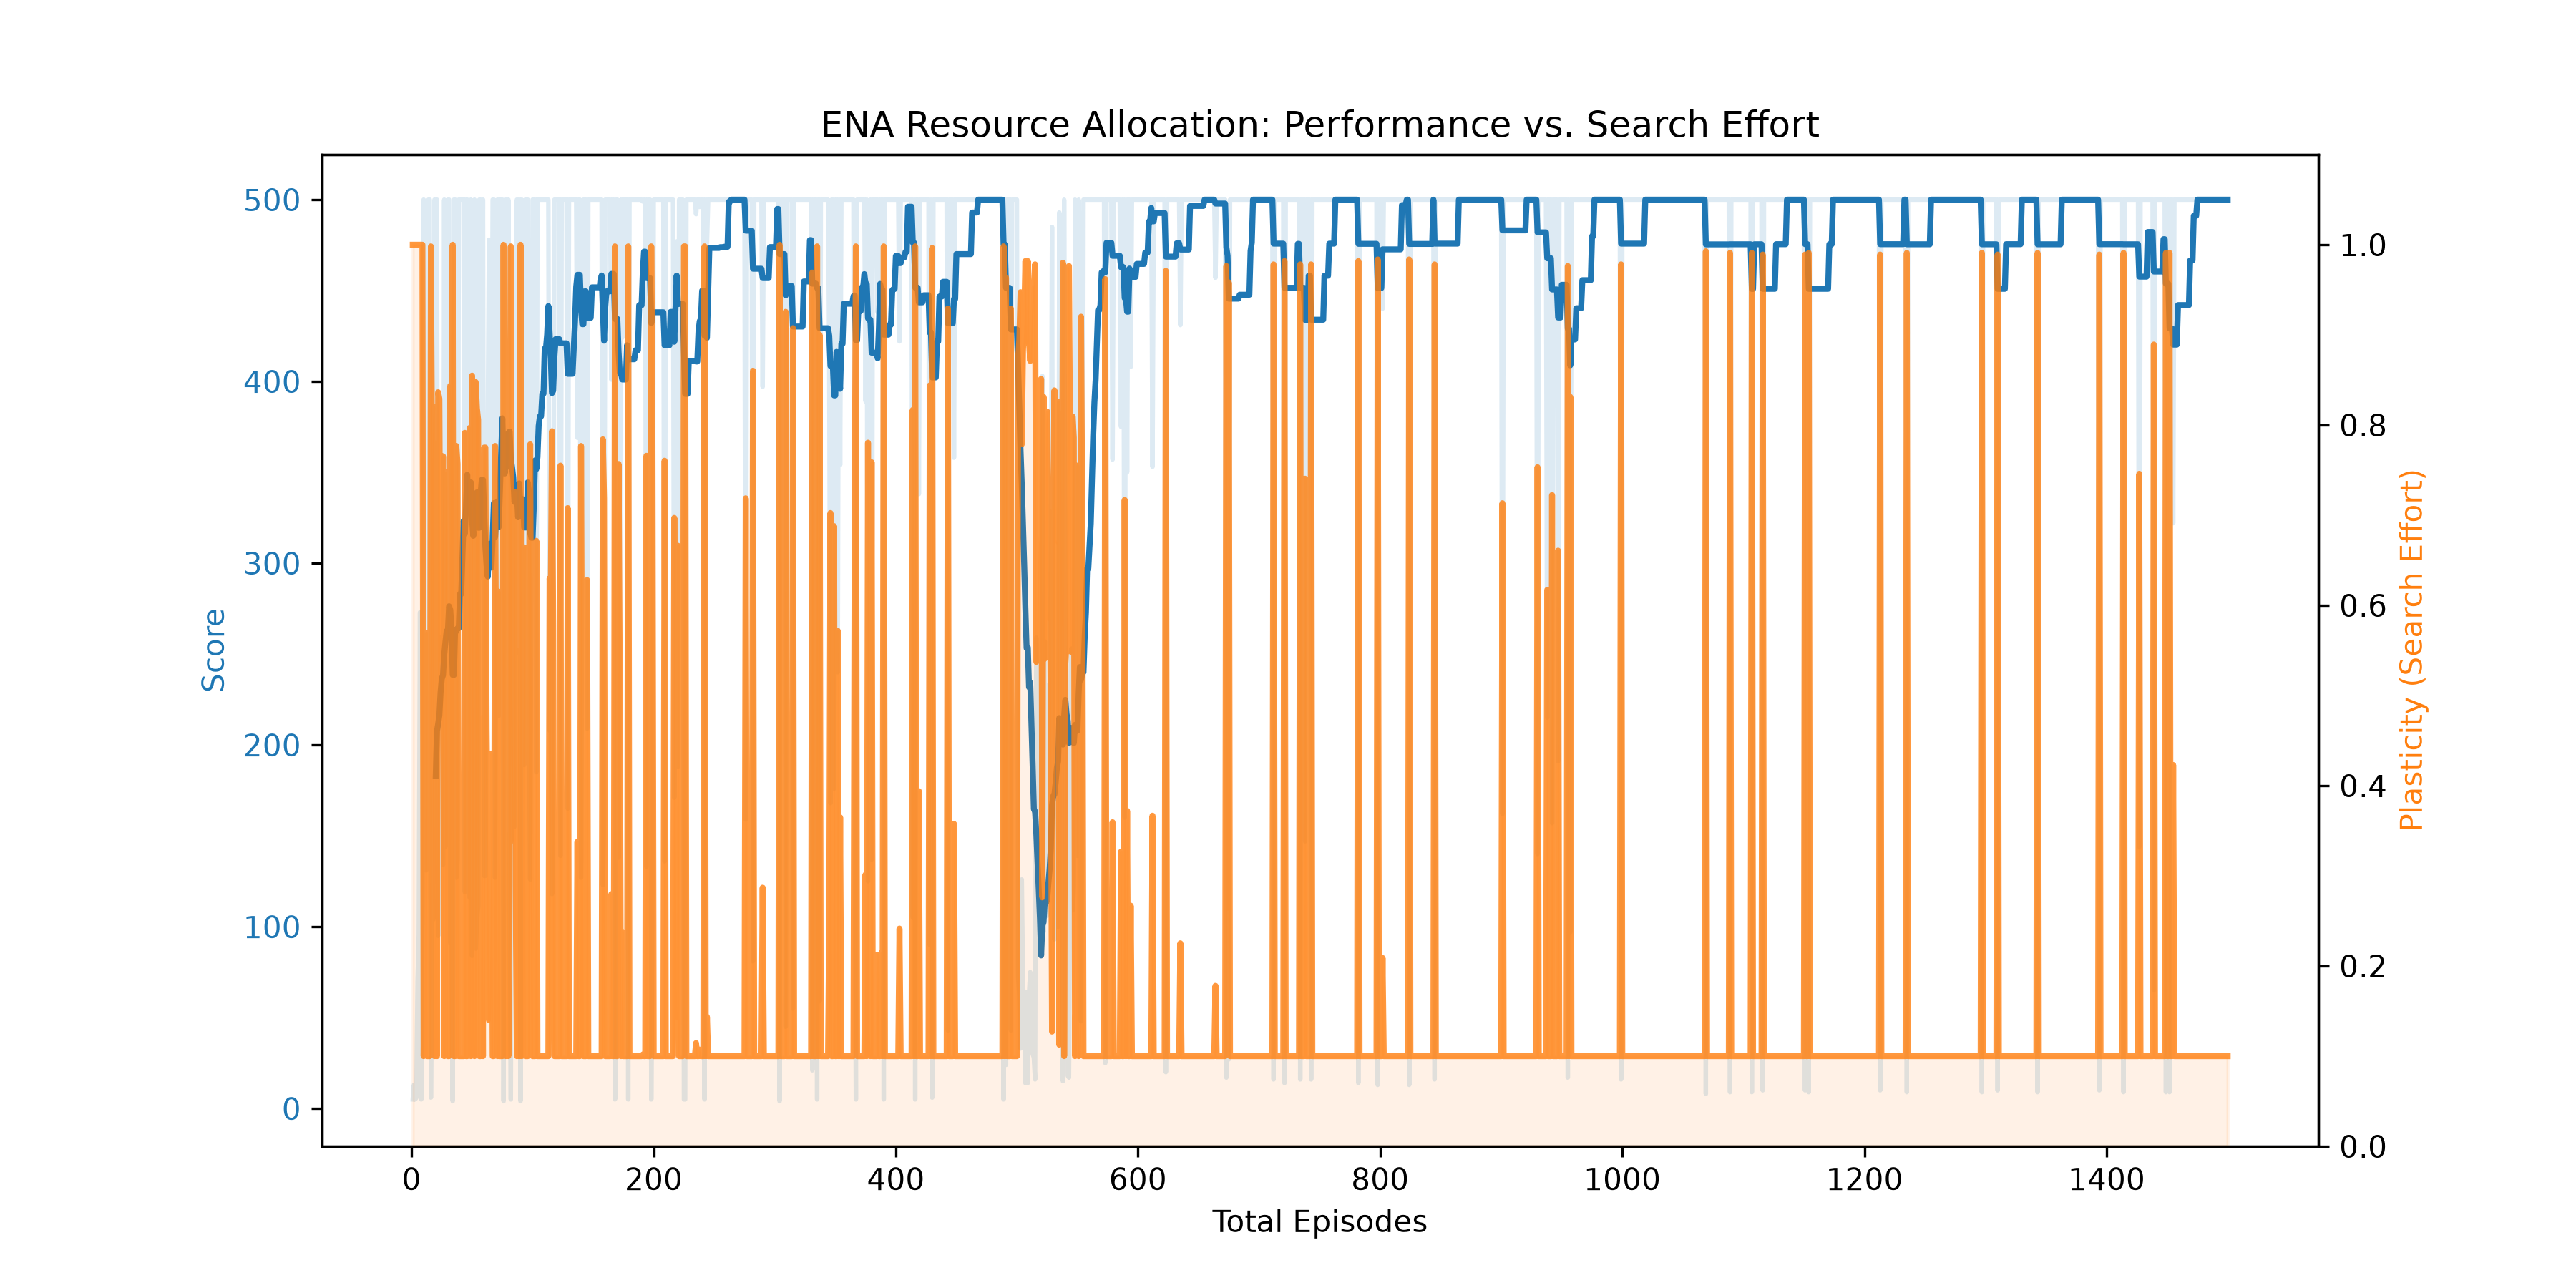 ENA Resource Allocation: Performance vs. Search Effort
500
400
300
200
100
0
Score
1.0
0.8
0.6
0.4
0.2
0.0
Plasticity (Search Effort)
0 200 400 600 800 1000 1200 1400
Total Episodes